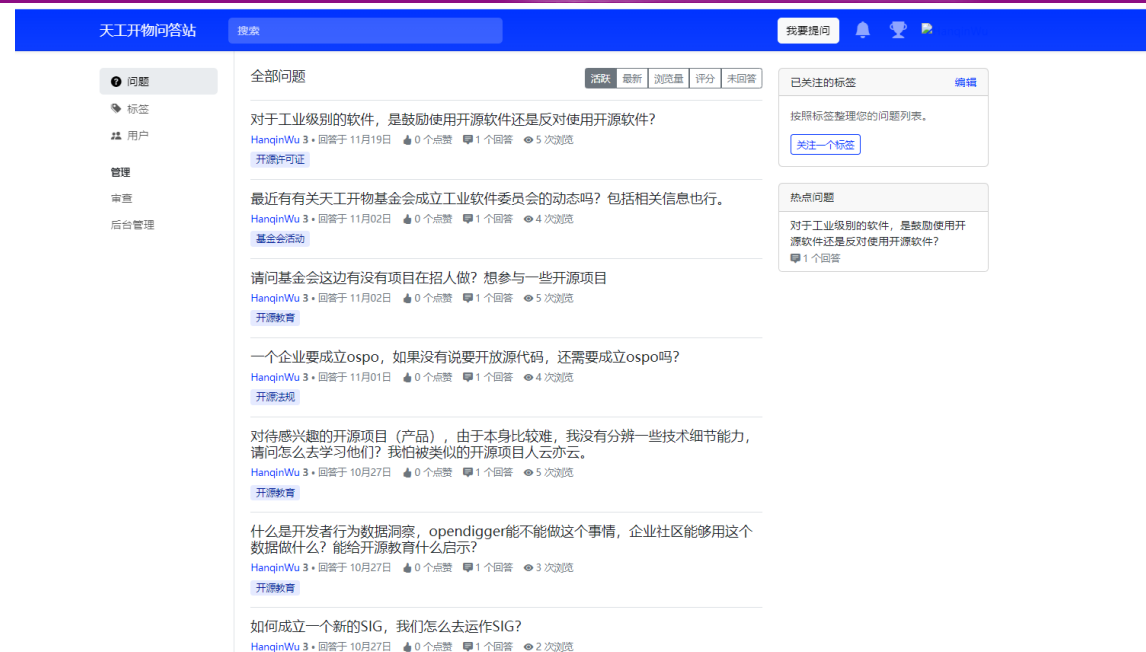 天工开物问答站
搜索
我要提问
问题
标签
用户
管理
审查
后台管理
全部问题
活跃 最新 浏览量 评分 未回答
对于工业级别的软件，是鼓励使用开源软件还是反对使用开源软件？
HanqinWu 3 • 回答于 11月19日 0 个点赞 1 个回答 5 次浏览
开源许可证
最近有有关天工开物基金会成立工业软件委员会的动态吗？包括相关信息也行。
HanqinWu 3 • 回答于 11月02日 0 个点赞 1 个回答 4 次浏览
基金会活动
请问基金会这边有没有项目在招人做？想参与一些开源项目
HanqinWu 3 • 回答于 11月02日 0 个点赞 1 个回答 5 次浏览
开源教育
一个企业要成立ospo，如果没有说要开放源代码，还需要成立ospo吗？
HanqinWu 3 • 回答于 11月01日 0 个点赞 1 个回答 4 次浏览
开源法规
对待感兴趣的开源项目（产品），由于本身比较难，我没有分辨一些技术细节能力，
请问怎么去学习他们？我怕被类似的开源项目人云亦云。
HanqinWu 3 • 回答于 10月27日 0 个点赞 1 个回答 5 次浏览
开源教育
什么是开发者行为数据洞察，opendigger能不能做这个事情，企业社区能够用这个
数据做什么？能给开源教育什么启示？
HanqinWu 3 • 回答于 10月27日 0 个点赞 1 个回答 3 次浏览
开源教育
如何成立一个新的SIG，我们怎么去运作SIG？
HanqinWu 3 • 回答于 10月27日 0 个点赞 1 个回答 2 次浏览
已关注的标签 编辑
按照标签整理您的问题列表。
关注一个标签
热点问题
对于工业级别的软件，是鼓励使用开
源软件还是反对使用开源软件？
1 个回答